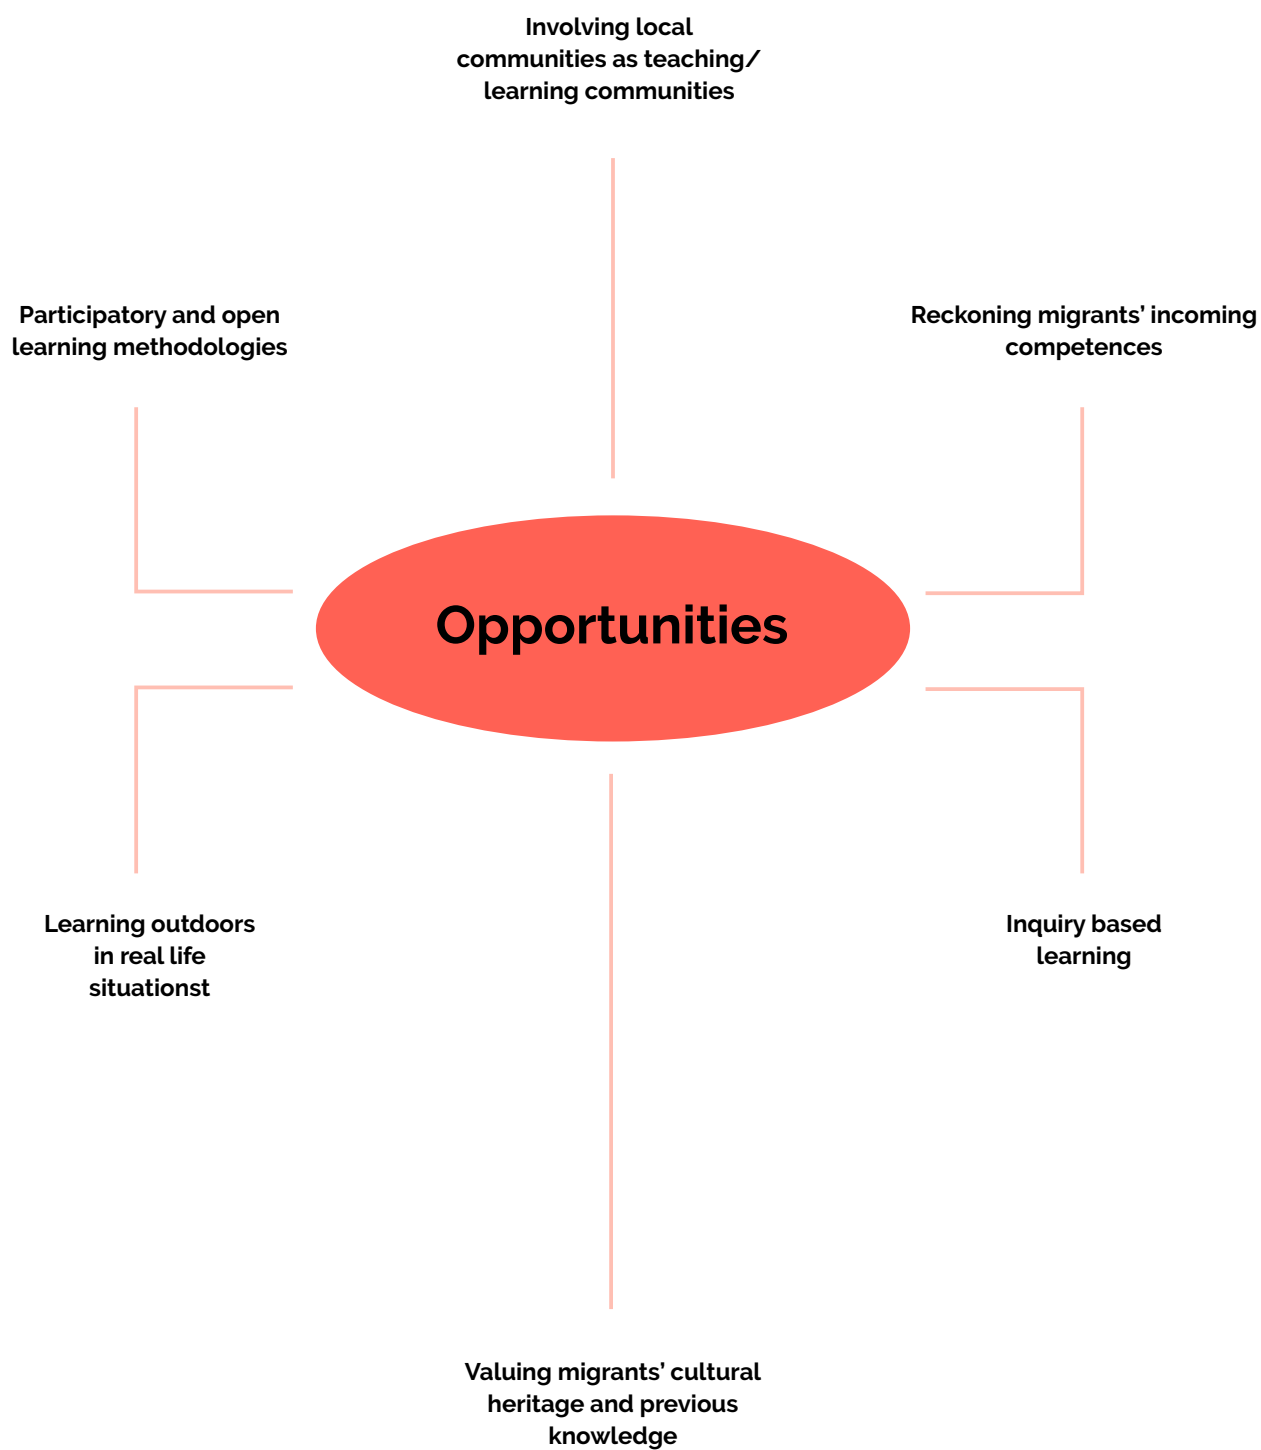 Involving local
communities as teaching/
learning communities
Participatory and open
learning methodologies
Reckoning migrants’ incoming
competences
Opportunities
Learning outdoors
in real life
situationst
Inquiry based
learning
Valuing migrants’ cultural
heritage and previous
knowledge